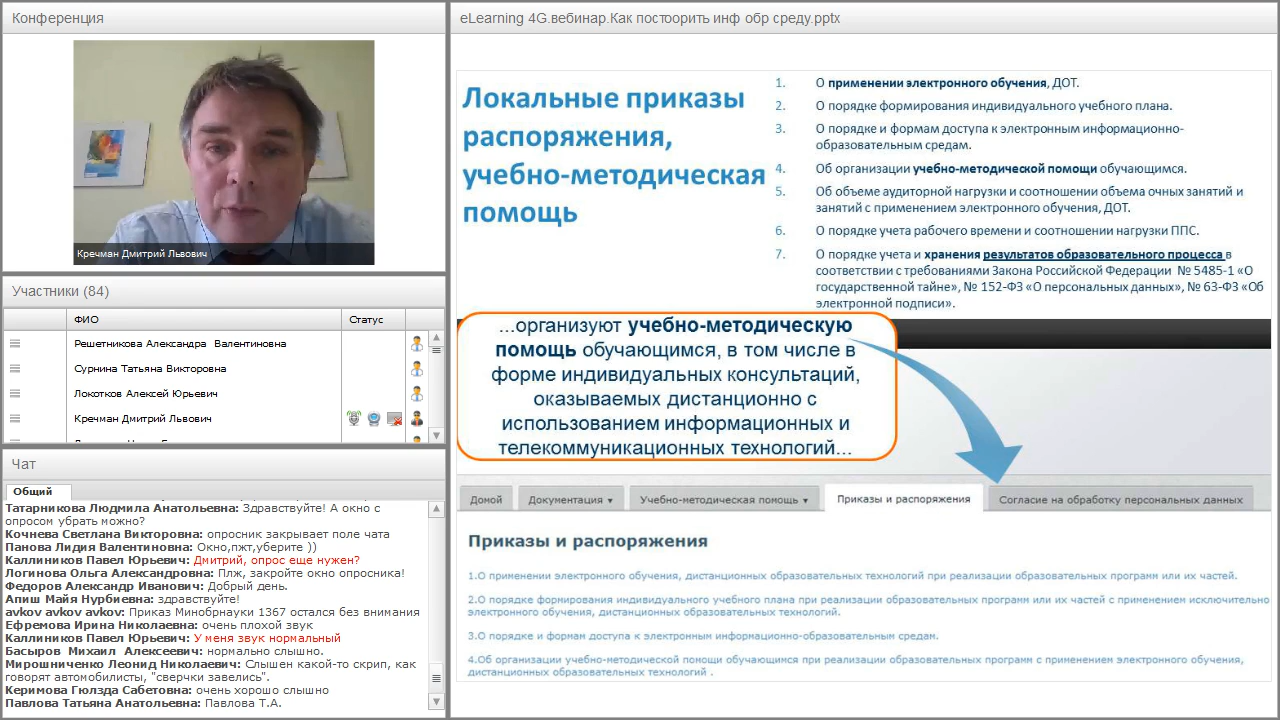 Конференция
Кречман Дмитрий Львович
Участники (84)
ФИО
Статус
Решетникова Александра Валентиновна
Сурнина Татьяна Викторовна
Локотков Алексей Юрьевич
Кречман Дмитрий Львович
Чат
Общий
Татарникова Людмила Анатольевна: Здравствуйте! А окно с
опросом убрать можно?
Кочнева Светлана Викторовна: опросник закрывает поле чата
Панова Лидия Валентиновна: Окно,пжт,уберите ))
Каллиников Павел Юрьевич: Дмитрий, опрос еще нужен?
Логинова Ольга Александровна: Плж, закройте окно опросника!
Федоров Александр Иванович: Добрый день.
Апиш Майя Нурбиевна: здравствуйте!
avkov avkov avkov: Приказ Минобрнауки 1367 остался без внимания
Ефремова Ирина Николаевна: очень плохой звук
Каллиников Павел Юрьевич: У меня звук нормальный
Басыров Михаил Алексеевич: нормально слышно.
Мирошниченко Леонид Николаевич: Слышен какой-то скрип, как
говорят автомобилисты, "сверчки завелись".
Керимова Гюлзда Сабетовна: очень хорошо слышно
Павлова Татьяна Анатольевна: Павлова Т.А.
eLearning 4G.вебинар.Как постоорить инф обр среду.pptx
Локальные приказы
распоряжения,
учебно-методическая
помощь
1. О применении электронного обучения, ДОТ.
2. О порядке формирования индивидуального учебного плана.
3. О порядке и формам доступа к электронным информационно-
образовательным средам.
4. Об организации учебно-методической помощи обучающимся.
5. Об объеме аудиторной нагрузки и соотношении объема очных занятий и
занятий с применением электронного обучения, ДОТ.
6. О порядке учета рабочего времени и соотношении нагрузки ППС.
7. О порядке учета и хранения результатов образовательного процесса в
соответствии с требованиями Закона Российской Федерации № 5485-1 «О
государственной тайне», № 152-ФЗ «О персональных данных», № 63-ФЗ «Об
электронной подписи».
...организуют учебно-методическую
помощь обучающимся, в том числе в
форме индивидуальных консультаций,
оказываемых дистанционно с
использованием информационных и
телекоммуникационных технологий...
Домой
Документация
Учебно-методическая помощь
Приказы и распоряжения
Согласие на обработку персональных данных
Приказы и распоряжения
1.О применении электронного обучения, дистанционных образовательных технологий при реализации образовательных программ или их частей.
2.О порядке формирования индивидуального учебного плана при реализации образовательных программ или их частей с применением исключительно
электронного обучения, дистанционных образовательных технологий.
3.О порядке и формам доступа к электронным информационно-образовательным средам.
4.Об организации учебно-методической помощи обучающимся при реализации образовательных программ с применением электронного обучения,
дистанционных образовательных технологий .